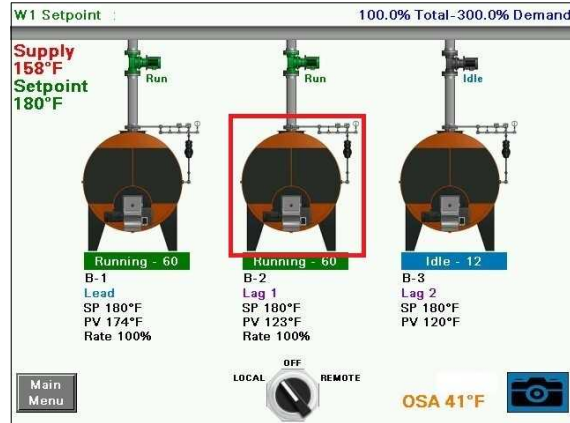 W1 Setpoint :
100.0% Total-300.0% Demand
Supply
158°F
Setpoint
180°F
Run
Run
Idle
Running - 60
B-1
Lead
SP 180°F
PV 174°F
Rate 100%
Running - 60
B-2
Lag 1
SP 180°F
PV 123°F
Rate 100%
Idle - 12
B-3
Lag 2
SP 180°F
PV 120°F
OFF
LOCAL
REMOTE
Main
Menu
OSA 41°F